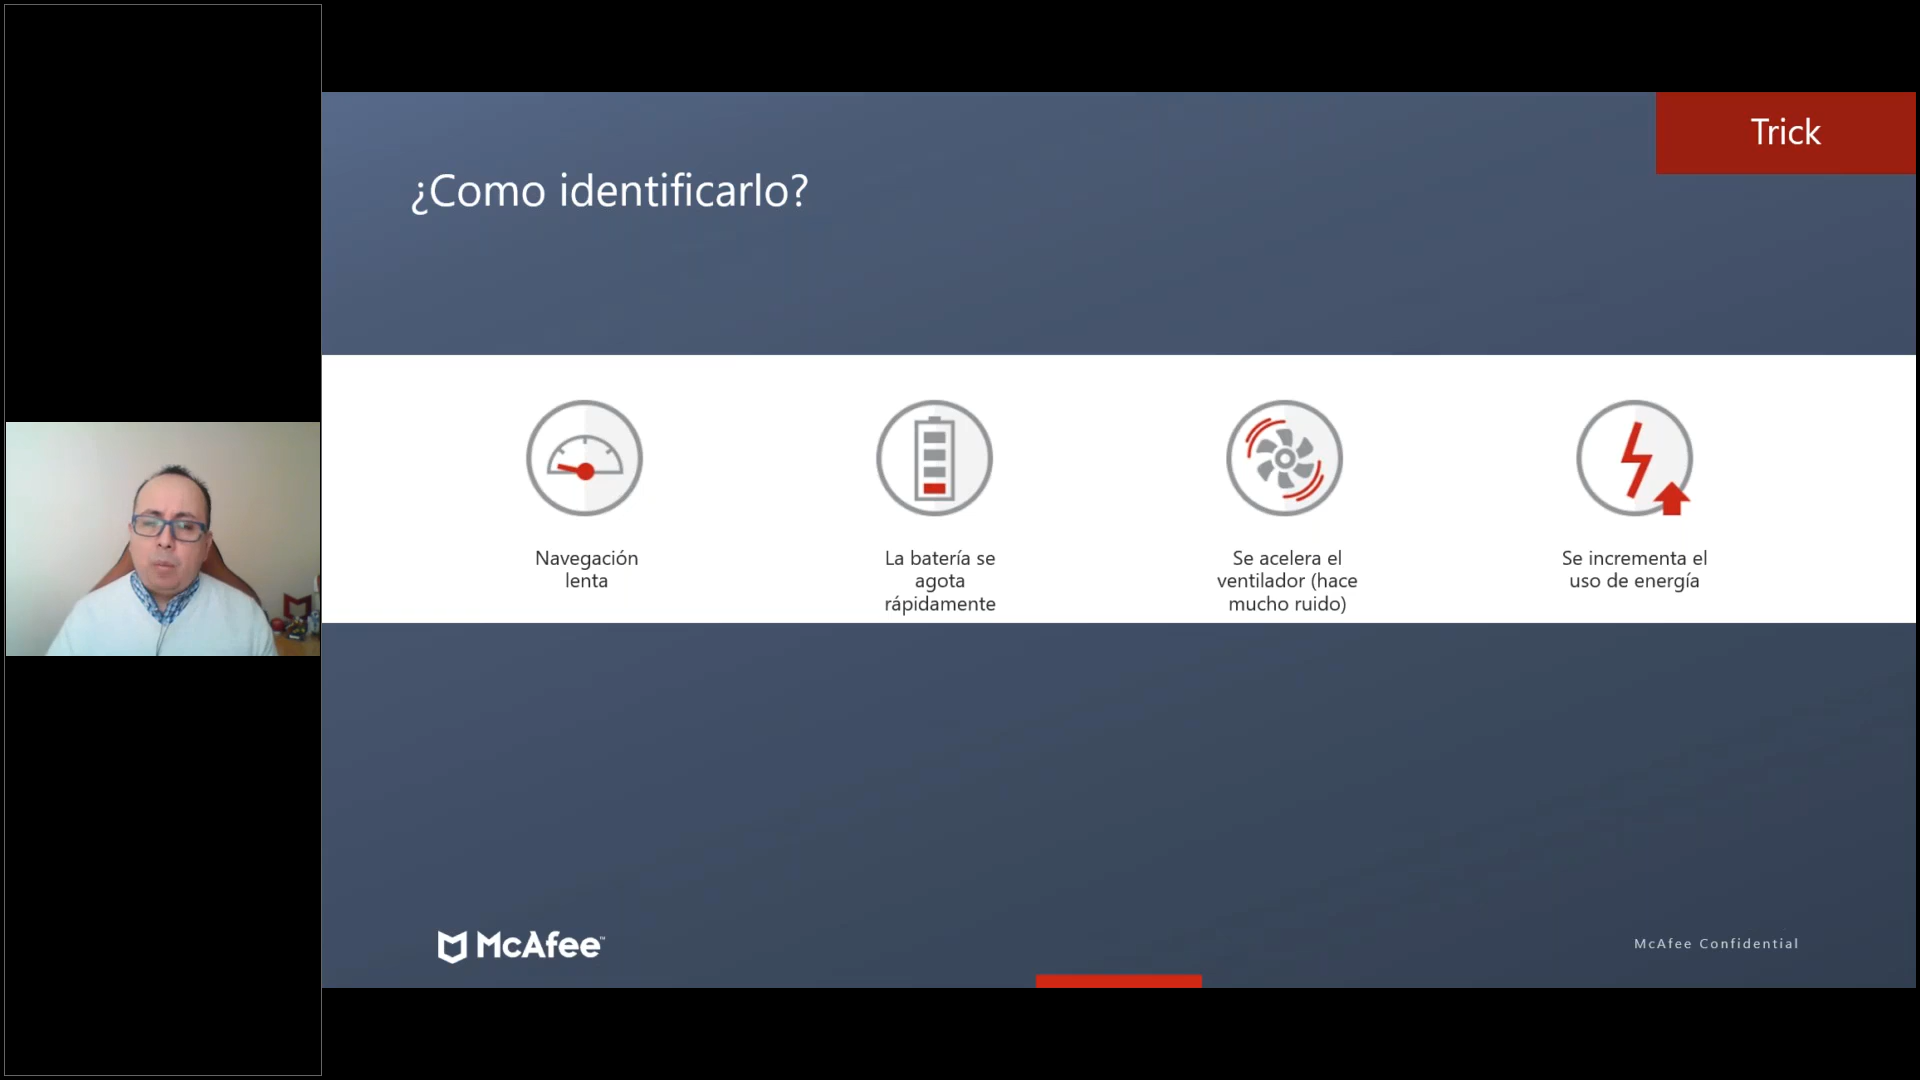 Trick
¿Como identificarlo?
Navegación
lenta
La batería se
agota
rápidamente
Se acelera el
ventilador (hace
mucho ruido)
Se incrementa el
uso de energía
McAfee™
McAfee Confidential